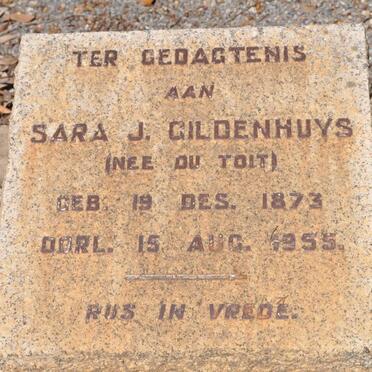 TER GEDAGTENIS
AAN
SARA J. GILDENHUYS
(NEE DU TOIT)
GEB. 19 DES. 1873
OORL. 15 AUG. 1955.
RUS IN VREDE.